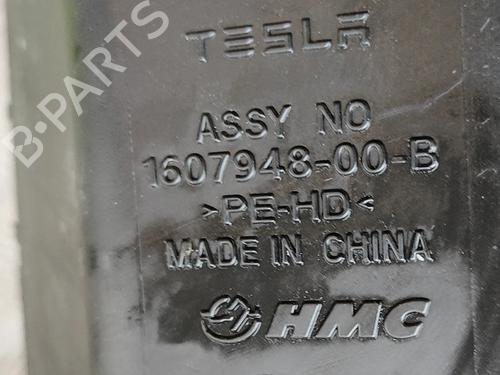 B-PARTS
TESLA
ASSY NO
1607948-00-B
>PE-HD<
MADE IN CHINA
HMC